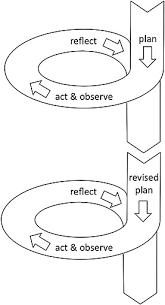 reflect
plan
act & observe
reflect
revised
plan
act & observe